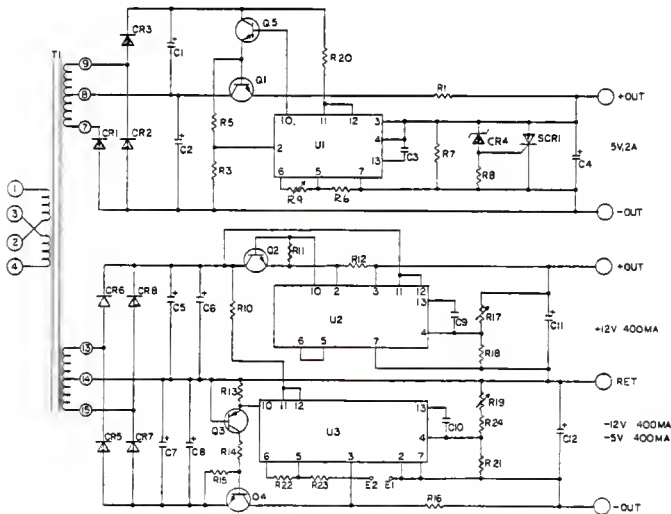 T1
9
8
7
1
3
2
4
CR3
C1
Q5
R20
Q1
R1
+OUT
CR1
CR2
C2
R5
R3
10
11
12
3
2
U1
4
13
6
5
7
C3
R7
CR4
SCR1
R8
C4
5V, 2A
R9
R6
-OUT
Q2
R11
R12
+OUT
CR6
CR8
C5
C6
R10
10
2
3
11
12
13
U2
4
6
5
7
C9
R17
R18
C11
+12V 400MA
13
14
15
RET
R13
Q3
R14
R15
10
11
12
13
U3
4
6
5
3
2
7
C10
R19
R24
R21
C12
-12V 400MA
-5V 400MA
CR5
CR7
C7
C8
R22
R23
E2
E1
Q4
R16
-OUT